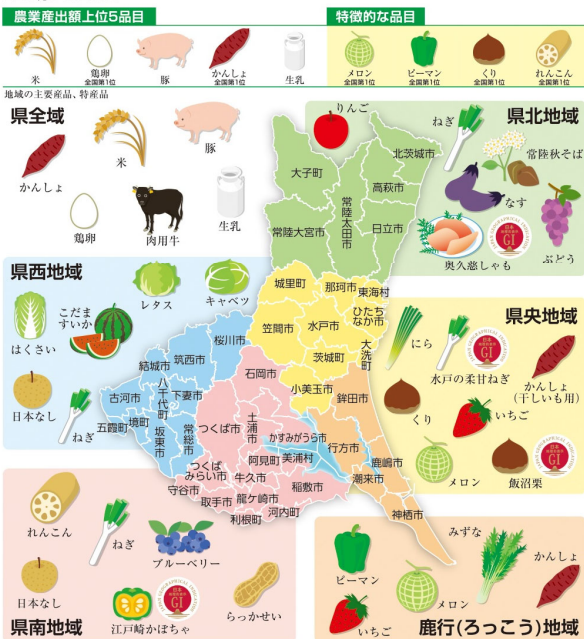 農業産出額上位5品目
米
鶏卵
全国第1位
豚
かんしょ
全国第1位
生乳
特徴的な品目
メロン
全国第1位
ピーマン
全国第1位
くり
全国第1位
れんこん
全国第1位
地域の主要産品、特産品
県全域
かんしょ
米
豚
鶏卵
肉用牛
生乳
県北地域
りんご
ねぎ
常陸秋そば
なす
ぶどう
奥久慈しゃも
日本地理的表示
GI
大子町
北茨城市
高萩市
常陸太田市
日立市
常陸大宮市
県西地域
レタス
キャベツ
はくさい
こだま
すいか
日本なし
ねぎ
桜川市
筑西市
結城市
八千代町
下妻市
古河市
五霞町
境町
坂東市
常総市
県央地域
にら
水戸の柔甘ねぎ
GI
かんしょ
(干しいも用)
くり
いちご
メロン
飯沼栗
GI
城里町
那珂市
東海村
ひたち
なか市
笠間市
水戸市
大洗町
茨城町
小美玉市
石岡市
つくば市
土浦市
かすみがうら市
阿見町
美浦村
つくば
みらい市
牛久市
稲敷市
守谷市
取手市
龍ケ崎市
利根町
河内町
鉾田市
行方市
鹿嶋市
潮来市
神栖市
れんこん
ねぎ
ブルーベリー
日本なし
江戸崎かぼちゃ
GI
らっかせい
県南地域
ピーマン
みずな
かんしょ
メロン
いちご
鹿行(ろっこう)地域